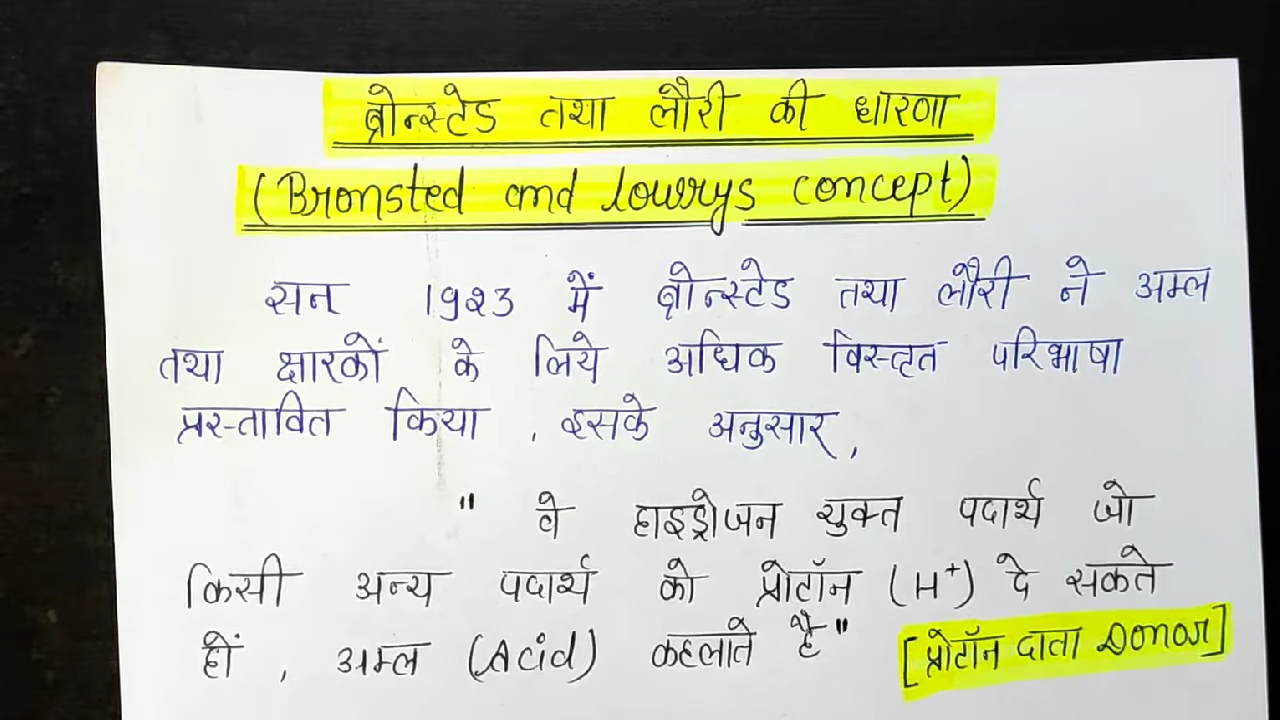 ब्रोन्स्टेड तथा लौरी की धारणा
(Bronsted and lowrys concept)
सन् 1923 में ब्रोन्स्टेड तथा लौरी ने अम्ल
तथा क्षारकों के लिये अधिक विस्तृत परिभाषा
प्रस्तावित किया , इसके अनुसार,
" वे हाइड्रोजन युक्त पदार्थ जो
किसी अन्य पदार्थ को प्रोटॉन (H⁺) दे सकते
हों , अम्ल (Acid) कहलाते है" [प्रोटॉन दाता Donor]